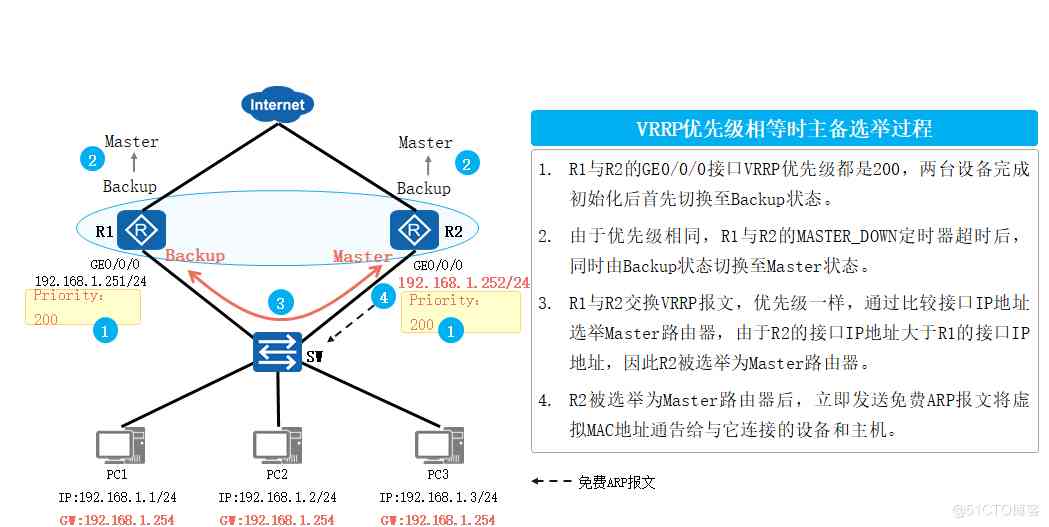 Internet
Master
Master
2
2
Backup
Backup
R1
R2
Backup
Master
GE0/0/0
192.168.1.251/24
GE0/0/0
192.168.1.252/24
Priority:
200
1
3
4
Priority:
200
1
SW
PC1
PC2
PC3
IP:192.168.1.1/24
IP:192.168.1.2/24
IP:192.168.1.3/24
GW:192.168.1.254
GW:192.168.1.254
GW:192.168.1.254
VRRP优先级相等时主备选举过程
1. R1与R2的GE0/0/0接口VRRP优先级都是200，两台设备完成
初始化后首先切换至Backup状态。
2. 由于优先级相同，R1与R2的MASTER_DOWN定时器超时后，
同时由Backup状态切换至Master状态。
3. R1与R2交换VRRP报文，优先级一样，通过比较接口IP地址
选举Master路由器，由于R2的接口IP地址大于R1的接口IP
地址，因此R2被选举为Master路由器。
4. R2被选举为Master路由器后，立即发送免费ARP报文将虚
拟MAC地址通告给与它连接的设备和主机。
免费ARP报文
@51CTO博客